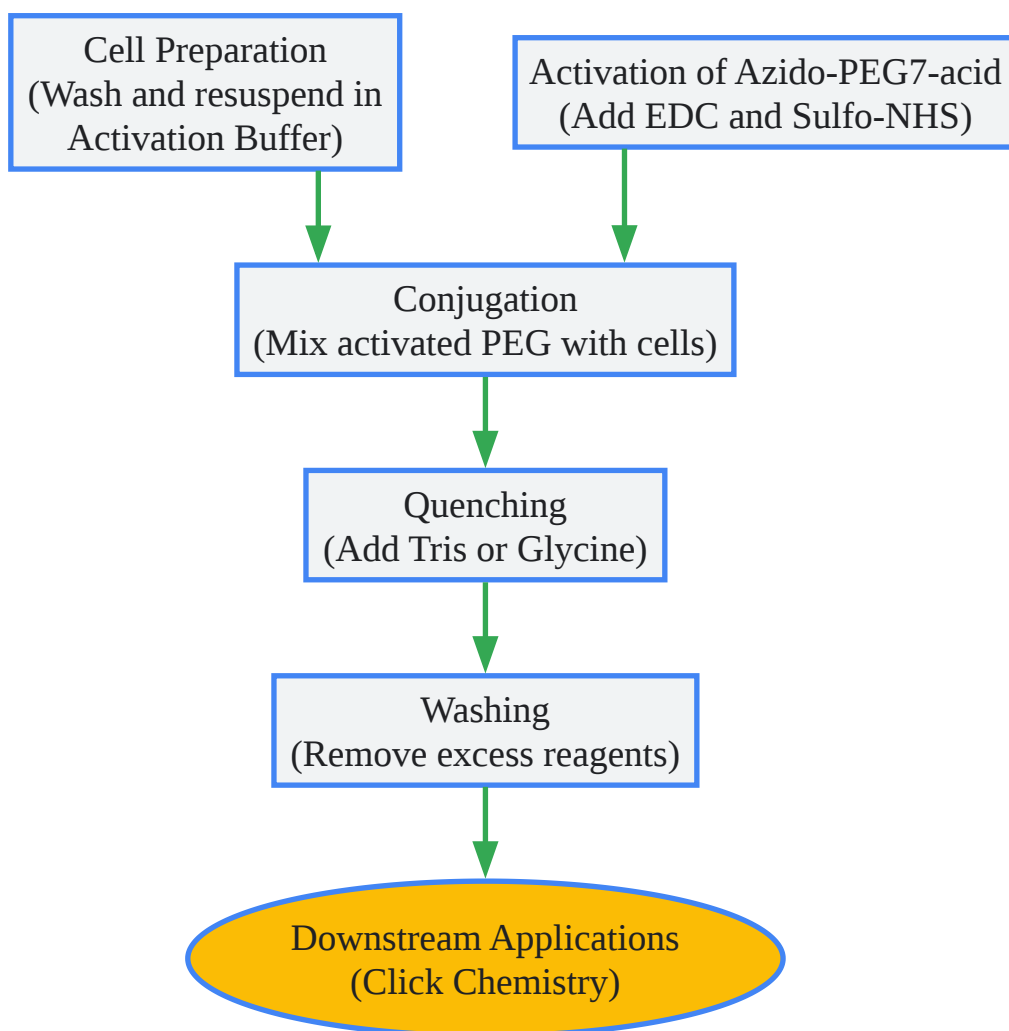 Cell Preparation
(Wash and resuspend in
Activation Buffer)
Activation of Azido-PEG7-acid
(Add EDC and Sulfo-NHS)
Conjugation
(Mix activated PEG with cells)
Quenching
(Add Tris or Glycine)
Washing
(Remove excess reagents)
Downstream Applications
(Click Chemistry)